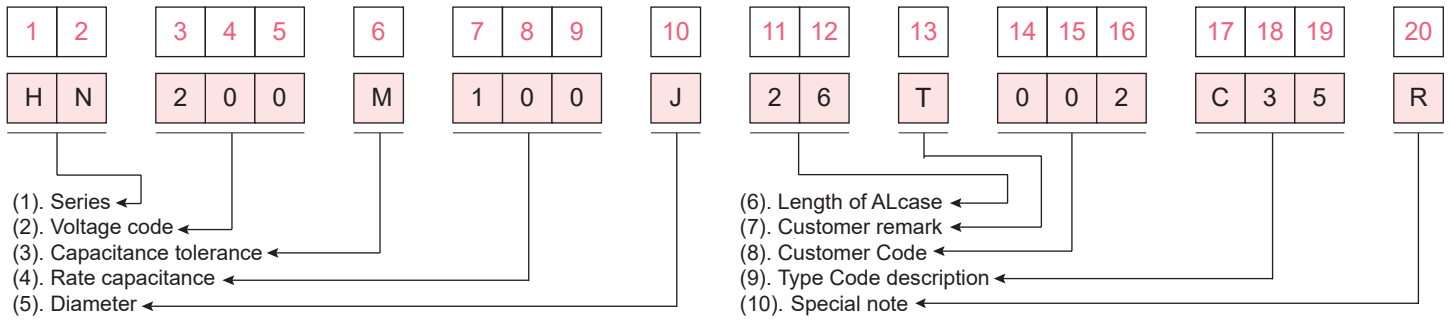 1 2 3 4 5 6 7 8 9 10 11 12 13 14 15 16 17 18 19 20
H N 2 0 0 M 1 0 0 J 2 6 T 0 0 2 C 3 5 R
(1). Series
(2). Voltage code
(3). Capacitance tolerance
(4). Rate capacitance
(5). Diameter
(6). Length of ALcase
(7). Customer remark
(8). Customer Code
(9). Type Code description
(10). Special note